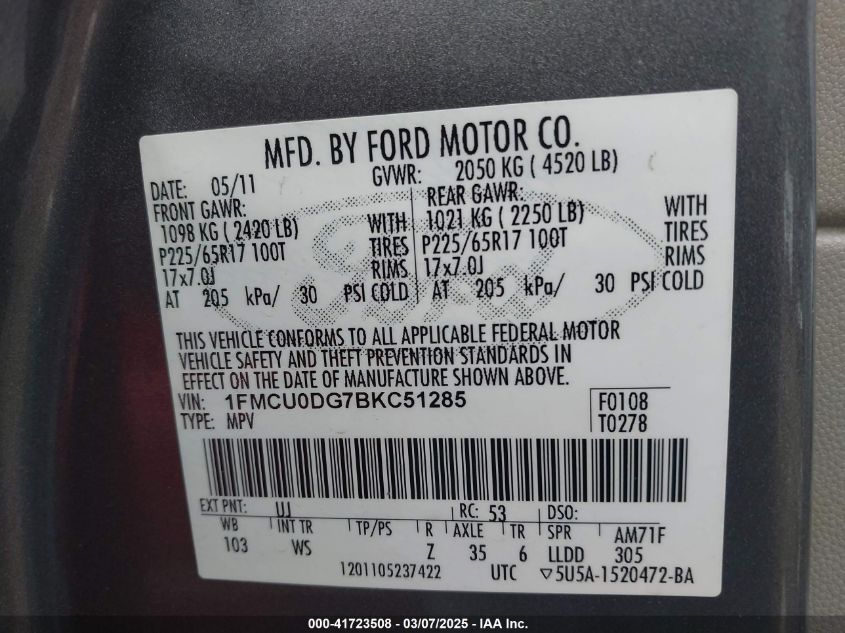 MFD. BY FORD MOTOR CO.
DATE: 05/11 GVWR: 2050 KG ( 4520 LB)
FRONT GAWR: REAR GAWR:
1098 KG ( 2420 LB) WITH 1021 KG ( 2250 LB) WITH
P225/65R17 100T TIRES P225/65R17 100T TIRES
17x7.0J RIMS 17x7.0J RIMS
AT 205 kPa/ 30 PSI COLD AT 205 kPa/ 30 PSI COLD
THIS VEHICLE CONFORMS TO ALL APPLICABLE FEDERAL MOTOR
VEHICLE SAFETY AND THEFT PREVENTION STANDARDS IN
EFFECT ON THE DATE OF MANUFACTURE SHOWN ABOVE.
VIN: 1FMCU0DG7BKC51285 F0108
TYPE: MPV T0278
EXT PNT: UJ RC: 53 DSO:
WB INT TR TP/PS R AXLE TR SPR AM71F
103 WS Z 35 6 LLDD 305
1201105237422 UTC ▽5U5A-1520472-BA
000-41723508 - 03/07/2025 - IAA Inc.